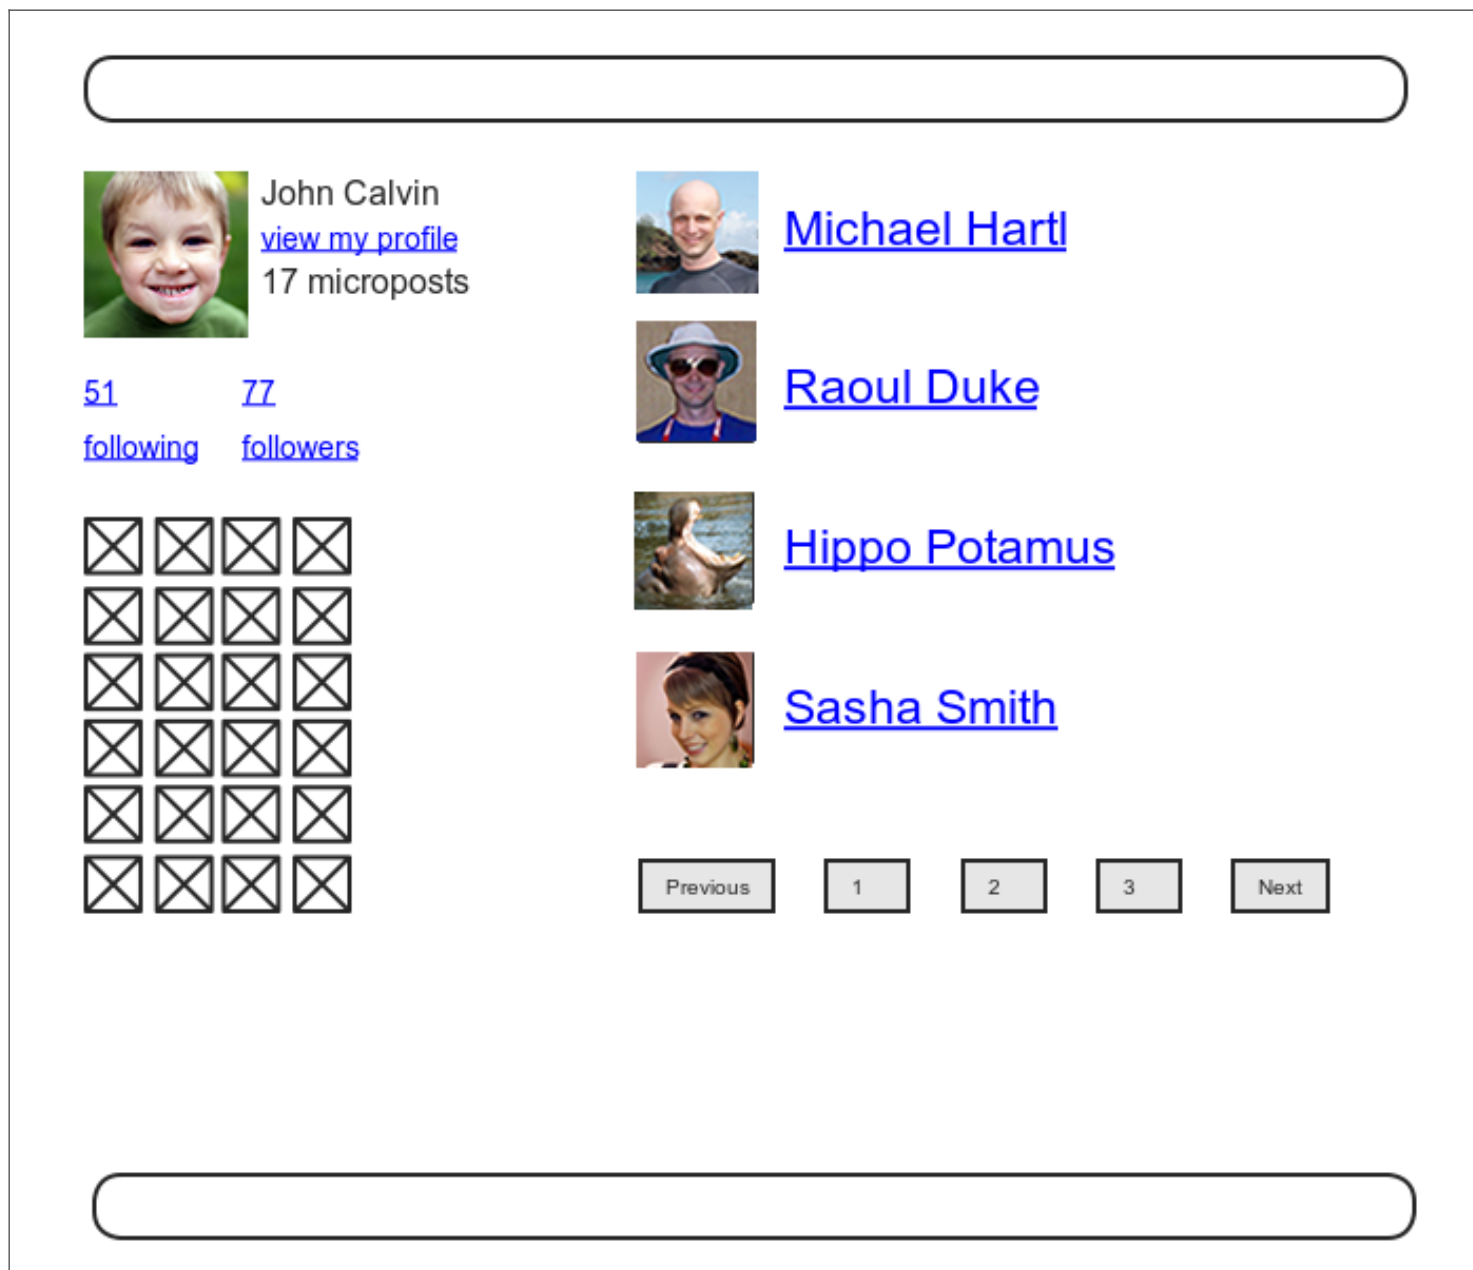 John Calvin
view my profile
17 microposts
51
77
following
followers
Michael Hartl
Raoul Duke
Hippo Potamus
Sasha Smith
Previous
1
2
3
Next